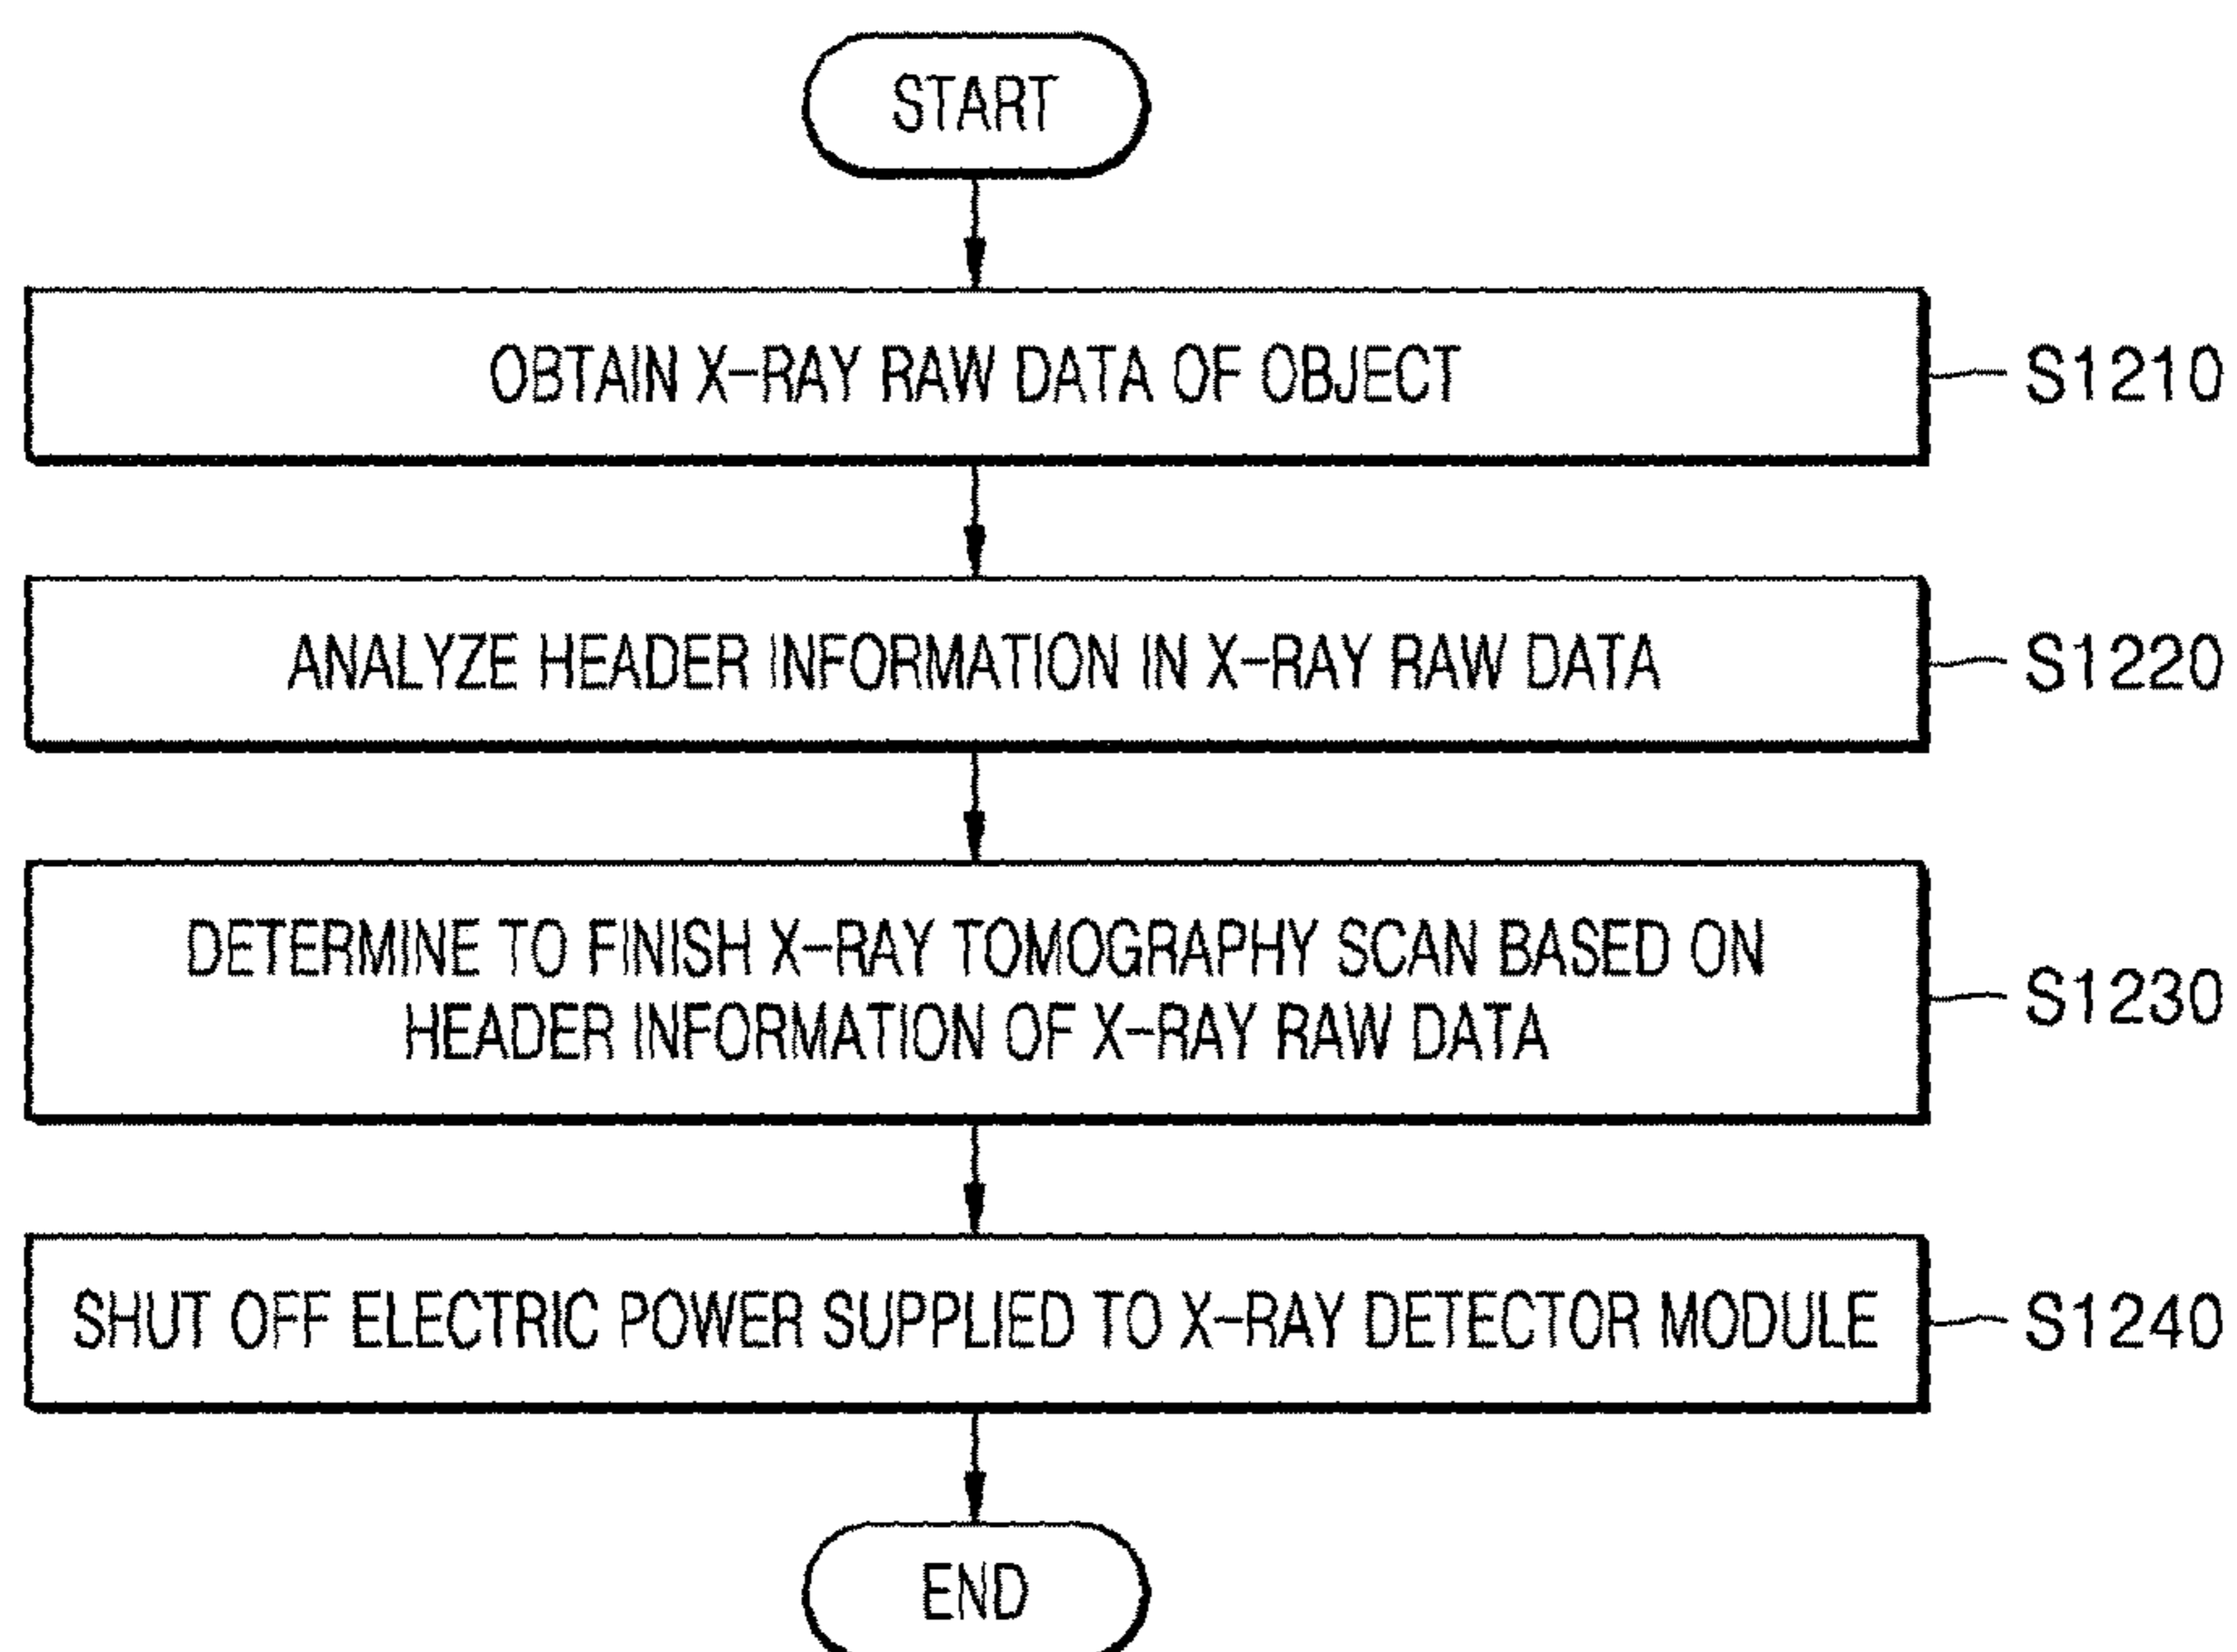 START
OBTAIN X-RAY RAW DATA OF OBJECT
S1210
ANALYZE HEADER INFORMATION IN X-RAY RAW DATA
S1220
DETERMINE TO FINISH X-RAY TOMOGRAPHY SCAN BASED ON
HEADER INFORMATION OF X-RAY RAW DATA
S1230
SHUT OFF ELECTRIC POWER SUPPLIED TO X-RAY DETECTOR MODULE
S1240
END